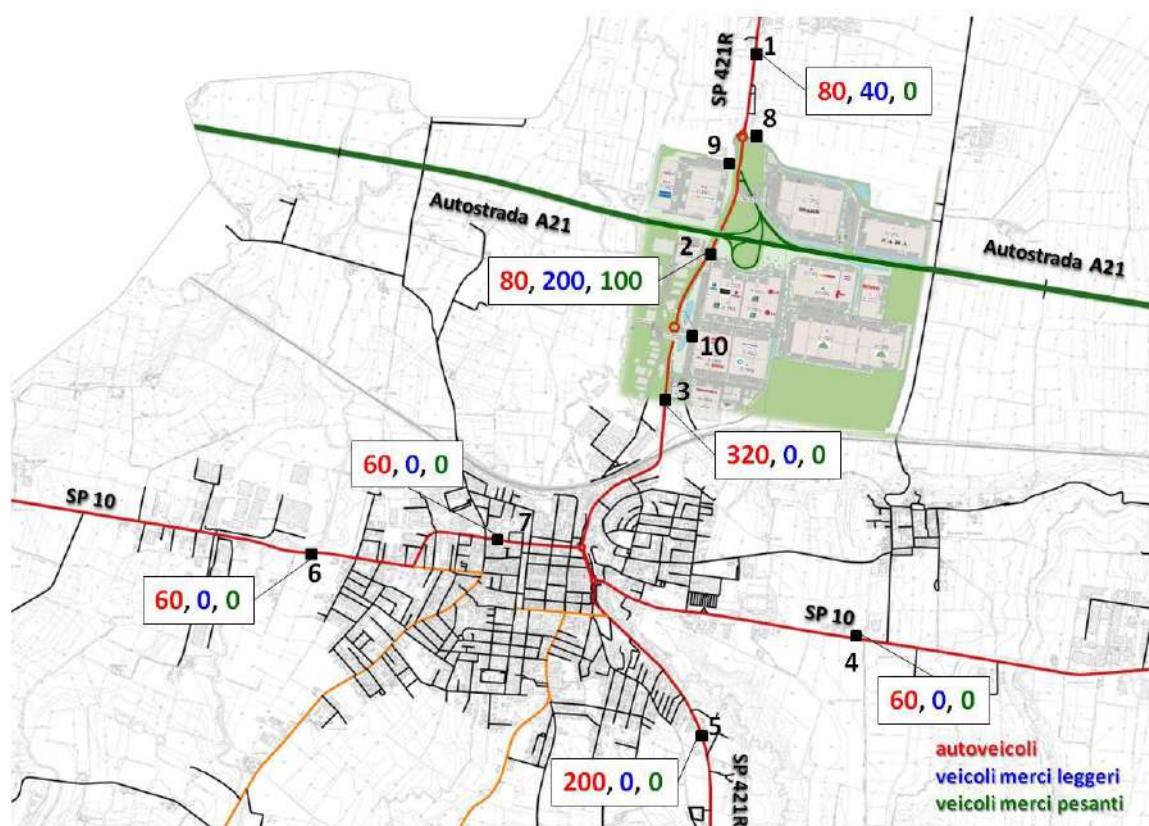 SP 421R
1
80, 40, 0
8
9
Autostrada A21
2
Autostrada A21
80, 200, 100
10
3
320, 0, 0
60, 0, 0
SP 10
7
6
60, 0, 0
SP 10
4
60, 0, 0
5
200, 0, 0
SP 421R
autoveicoli
veicoli merci leggeri
veicoli merci pesanti